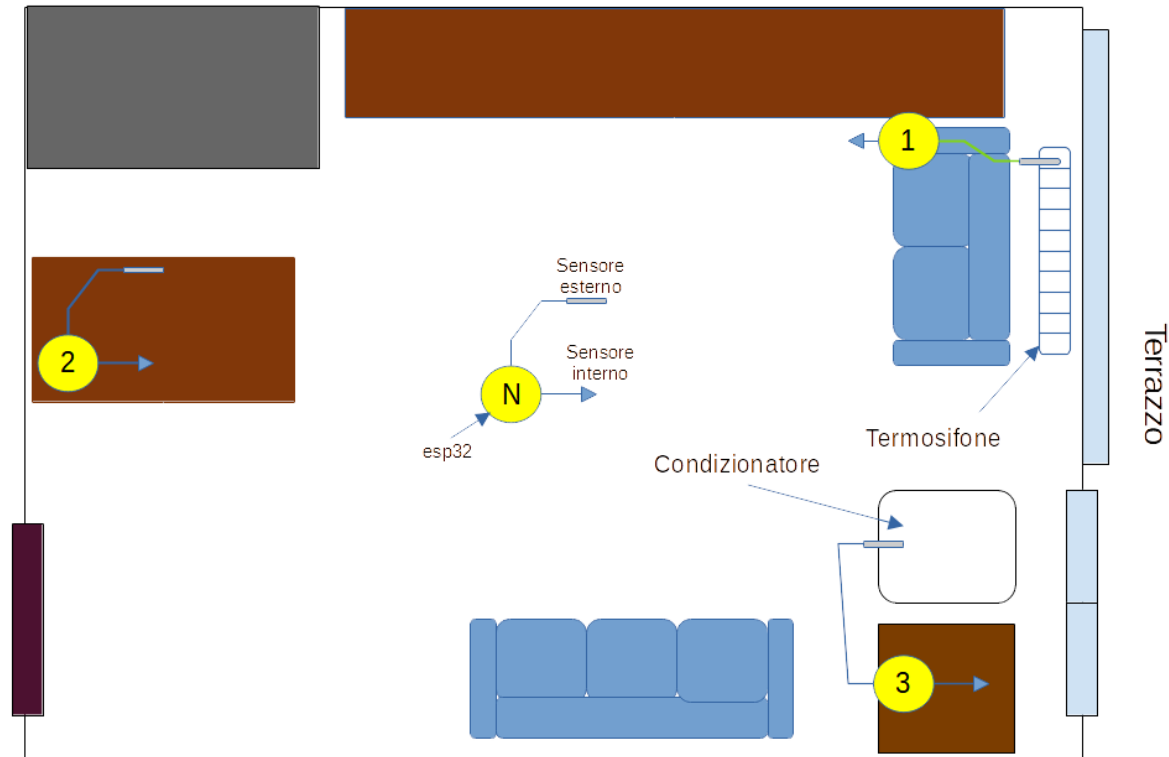 1
Sensore
esterno
2
Sensore
interno
N
esp32
Termosifone
Terrazzo
Condizionatore
3